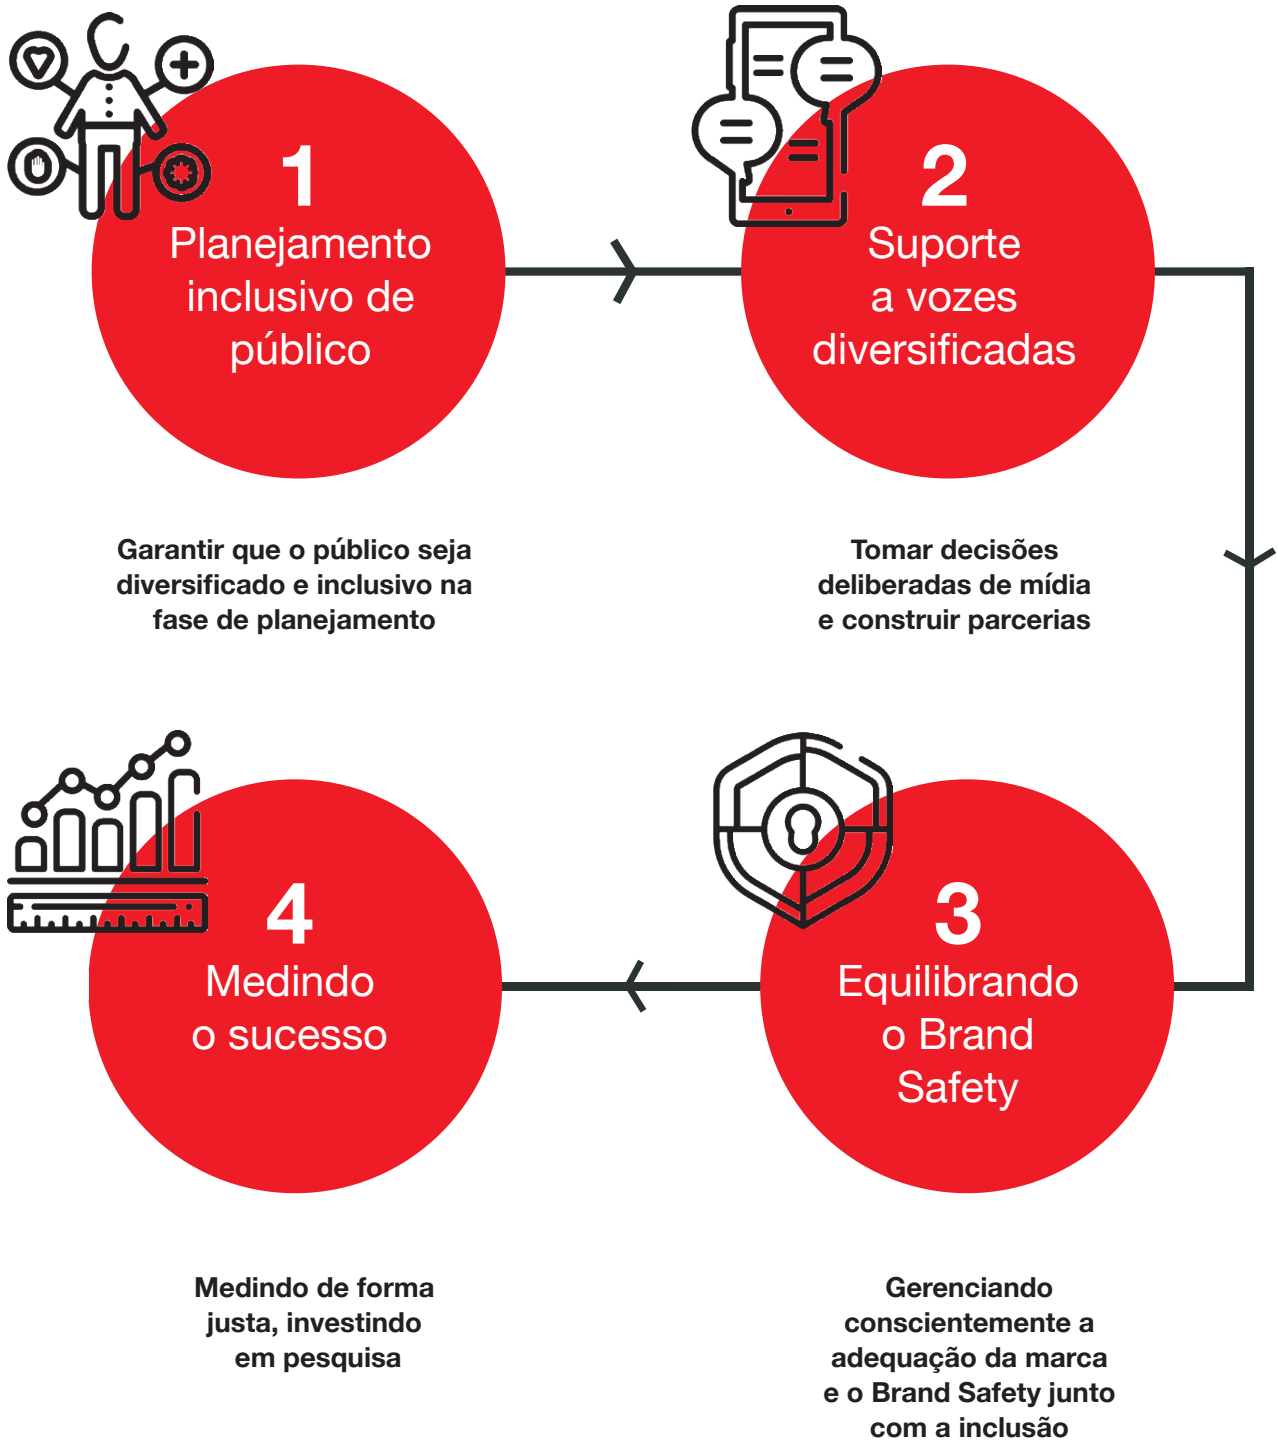 1
Planejamento
inclusivo de
público
Garantir que o público seja
diversificado e inclusivo na
fase de planejamento
2
Suporte
a vozes
diversificadas
Tomar decisões
deliberadas de mídia
e construir parcerias
3
Equilibrando
o Brand
Safety
Gerenciando
conscientemente a
adequação da marca
e o Brand Safety junto
com a inclusão
4
Medindo
o sucesso
Medindo de forma
justa, investindo
em pesquisa